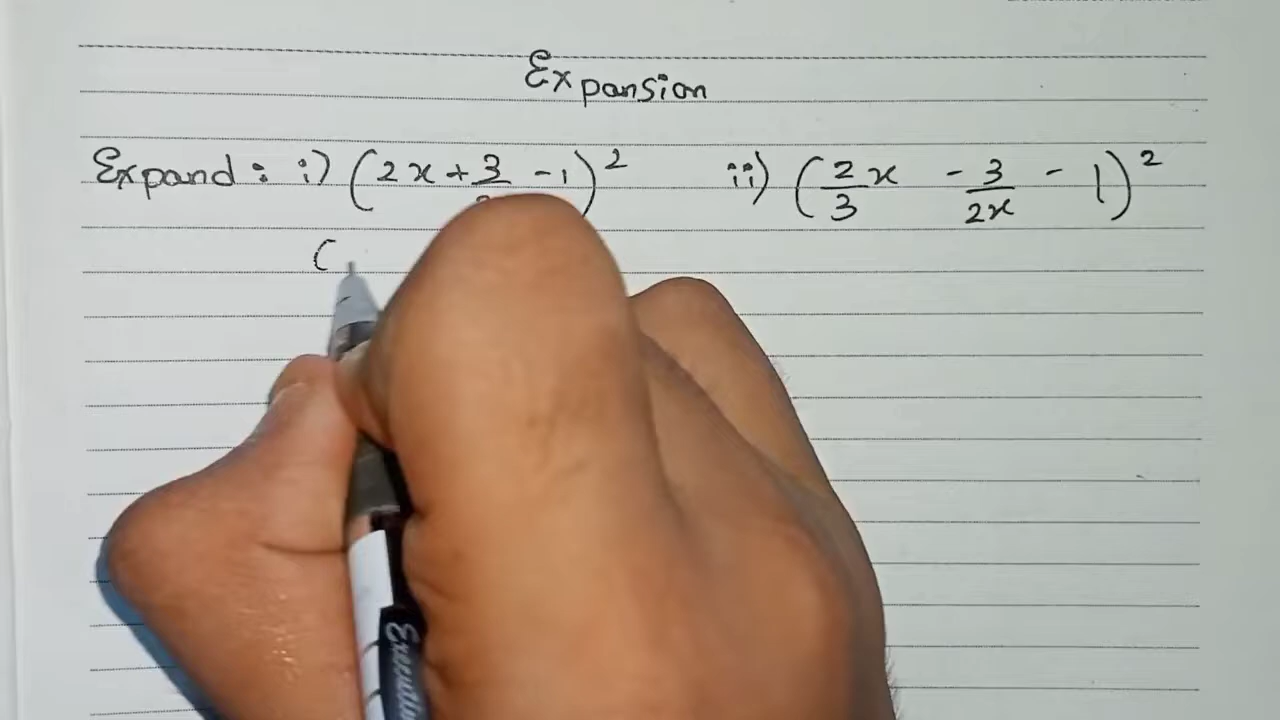 Expansion
Expand: i) (2x + 3/ - 1)² ii) (2/3 x - 3/2x - 1)²
(